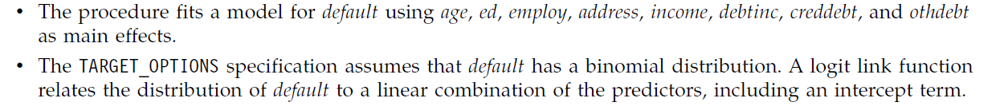 • The procedure fits a model for default using age, ed, employ, address, income, debtinc, creddebt, and othdebt
as main effects.
• The TARGET_OPTIONS specification assumes that default has a binomial distribution. A logit link function
relates the distribution of default to a linear combination of the predictors, including an intercept term.